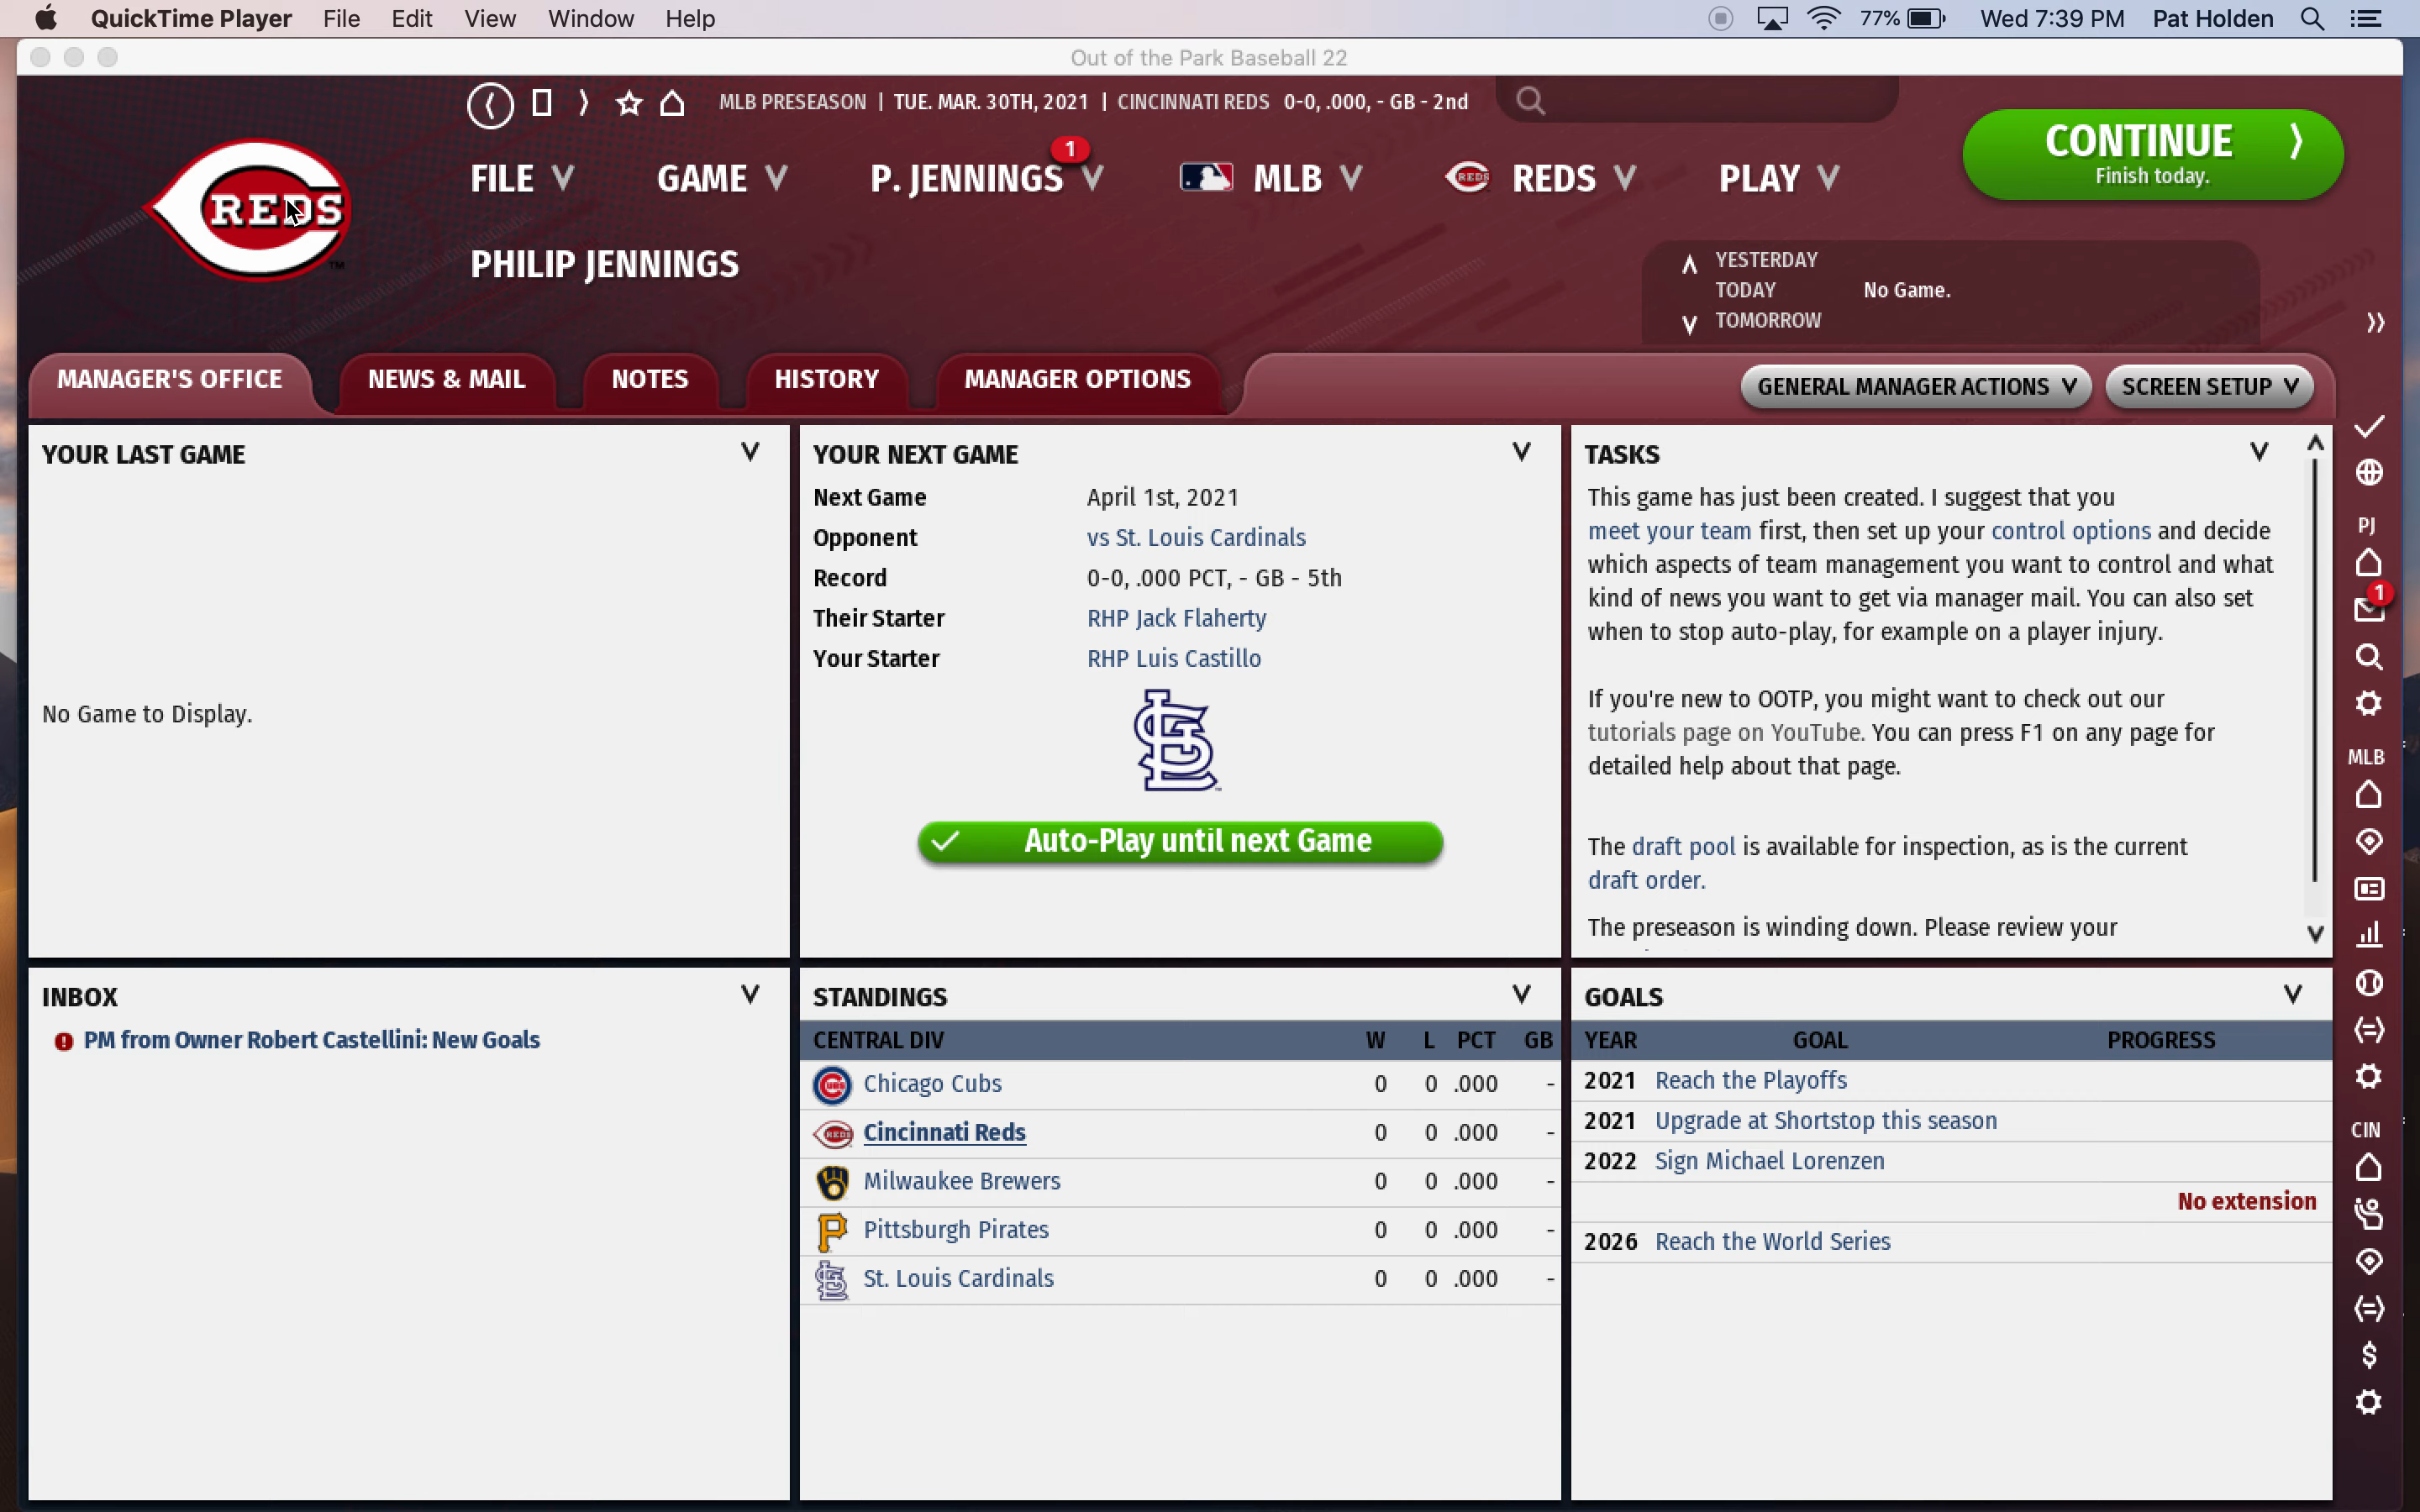 QuickTime Player File Edit View Window Help 77% Wed 7:39 PM Pat Holden
Out of the Park Baseball 22
MLB PRESEASON | TUE. MAR. 30TH, 2021 | CINCINNATI REDS 0-0, .000, - GB - 2nd
CONTINUE
Finish today.
REDS
TM
FILE GAME P. JENNINGS 1 MLB REDS REDS PLAY
PHILIP JENNINGS
YESTERDAY
TODAY No Game.
TOMORROW
MANAGER'S OFFICE NEWS & MAIL NOTES HISTORY MANAGER OPTIONS GENERAL MANAGER ACTIONS SCREEN SETUP
YOUR LAST GAME
No Game to Display.
YOUR NEXT GAME
Next Game April 1st, 2021
Opponent vs St. Louis Cardinals
Record 0-0, .000 PCT, - GB - 5th
Their Starter RHP Jack Flaherty
Your Starter RHP Luis Castillo
STL
Auto-Play until next Game
TASKS
This game has just been created. I suggest that you
meet your team first, then set up your control options and decide
which aspects of team management you want to control and what
kind of news you want to get via manager mail. You can also set
when to stop auto-play, for example on a player injury.
If you're new to OOTP, you might want to check out our
tutorials page on YouTube. You can press F1 on any page for
detailed help about that page.
The draft pool is available for inspection, as is the current
draft order.
The preseason is winding down. Please review your
INBOX
PM from Owner Robert Castellini: New Goals
STANDINGS
CENTRAL DIV W L PCT GB
CUBS Chicago Cubs 0 0 .000 -
REDS Cincinnati Reds 0 0 .000 -
Milwaukee Brewers 0 0 .000 -
P Pittsburgh Pirates 0 0 .000 -
STL St. Louis Cardinals 0 0 .000 -
GOALS
YEAR GOAL PROGRESS
2021 Reach the Playoffs
2021 Upgrade at Shortstop this season
2022 Sign Michael Lorenzen
No extension
2026 Reach the World Series
PJ
1
MLB
CIN
$